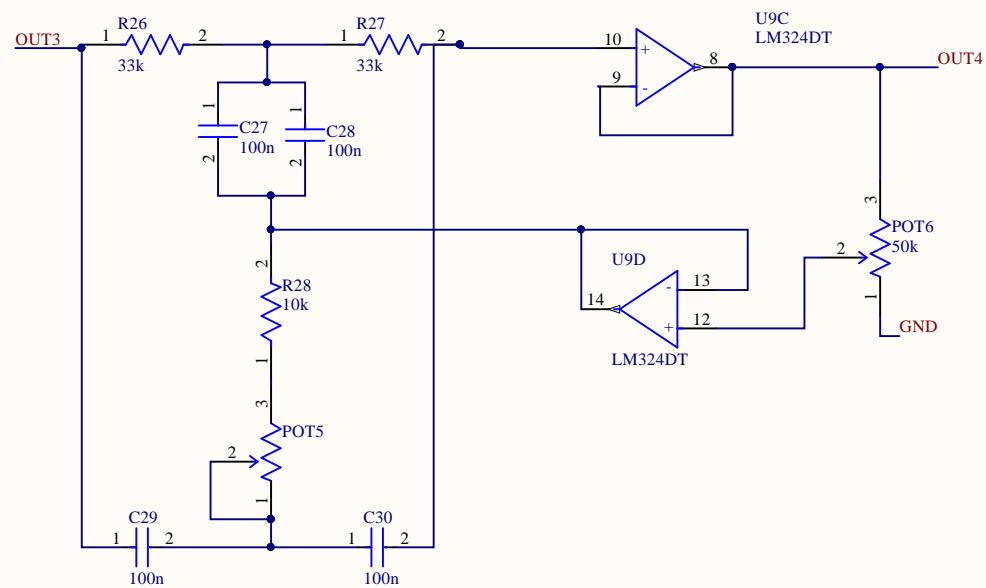 R26
R27
U9C
LM324DT
OUT3
1
2
1
2
10
+
33k
33k
8
OUT4
9
-
1
1
C27
100n
C28
100n
2
2
3
POT6
50k
2
2
U9D
R28
10k
13
-
14
12
+
1
GND
LM324DT
1
3
POT5
2
1
C29
C30
1
2
1
2
100n
100n